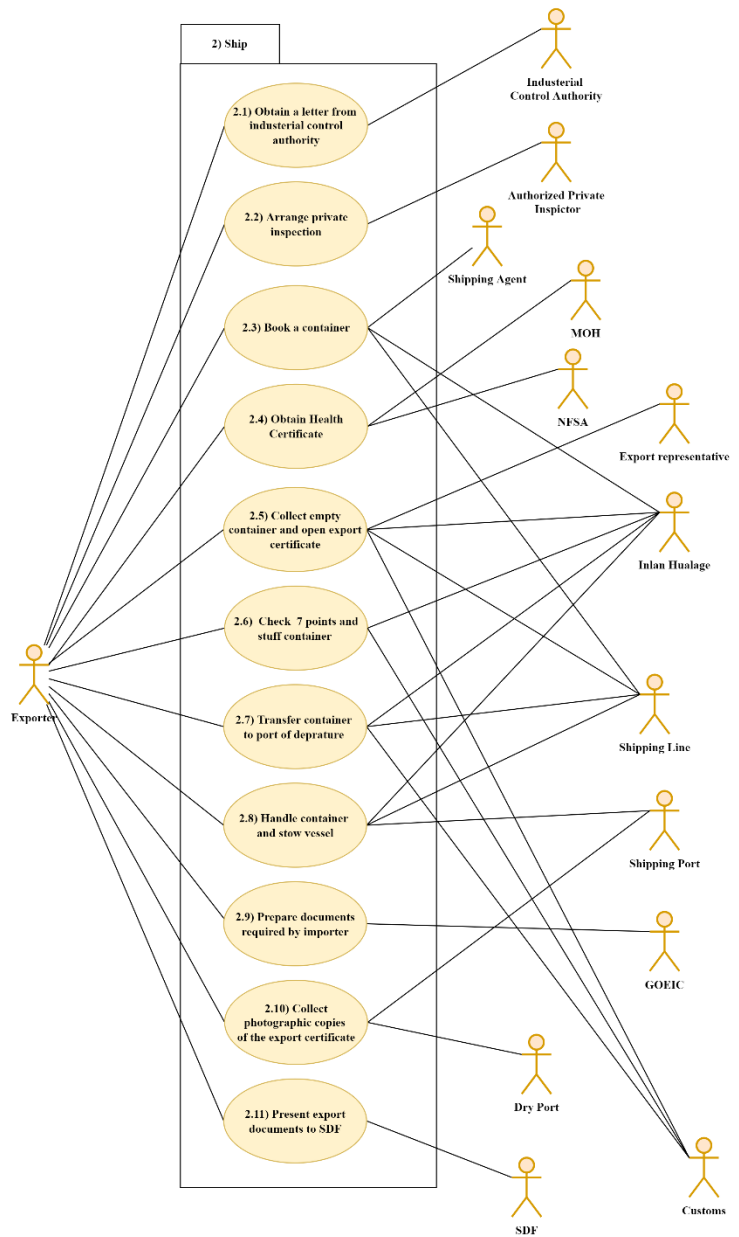 2) Ship
Industerial
Control Authority
2.1) Obtain a letter from
industerial control
authority
Authorized Private
Inspictor
2.2) Arrange private
inspection
Shipping Agent
MOH
2.3) Book a container
NFSA
2.4) Obtain Health
Certificate
Export representative
2.5) Collect empty
container and open export
certificate
Inlan Hualage
2.6) Check 7 points and
stuff container
Exporter
2.7) Transfer container
to port of deprature
Shipping Line
2.8) Handle container
and stow vessel
Shipping Port
2.9) Prepare documents
required by importer
GOEIC
2.10) Collect
photographic copies
of the export certificate
Dry Port
2.11) Present export
documents to SDF
Customs
SDF